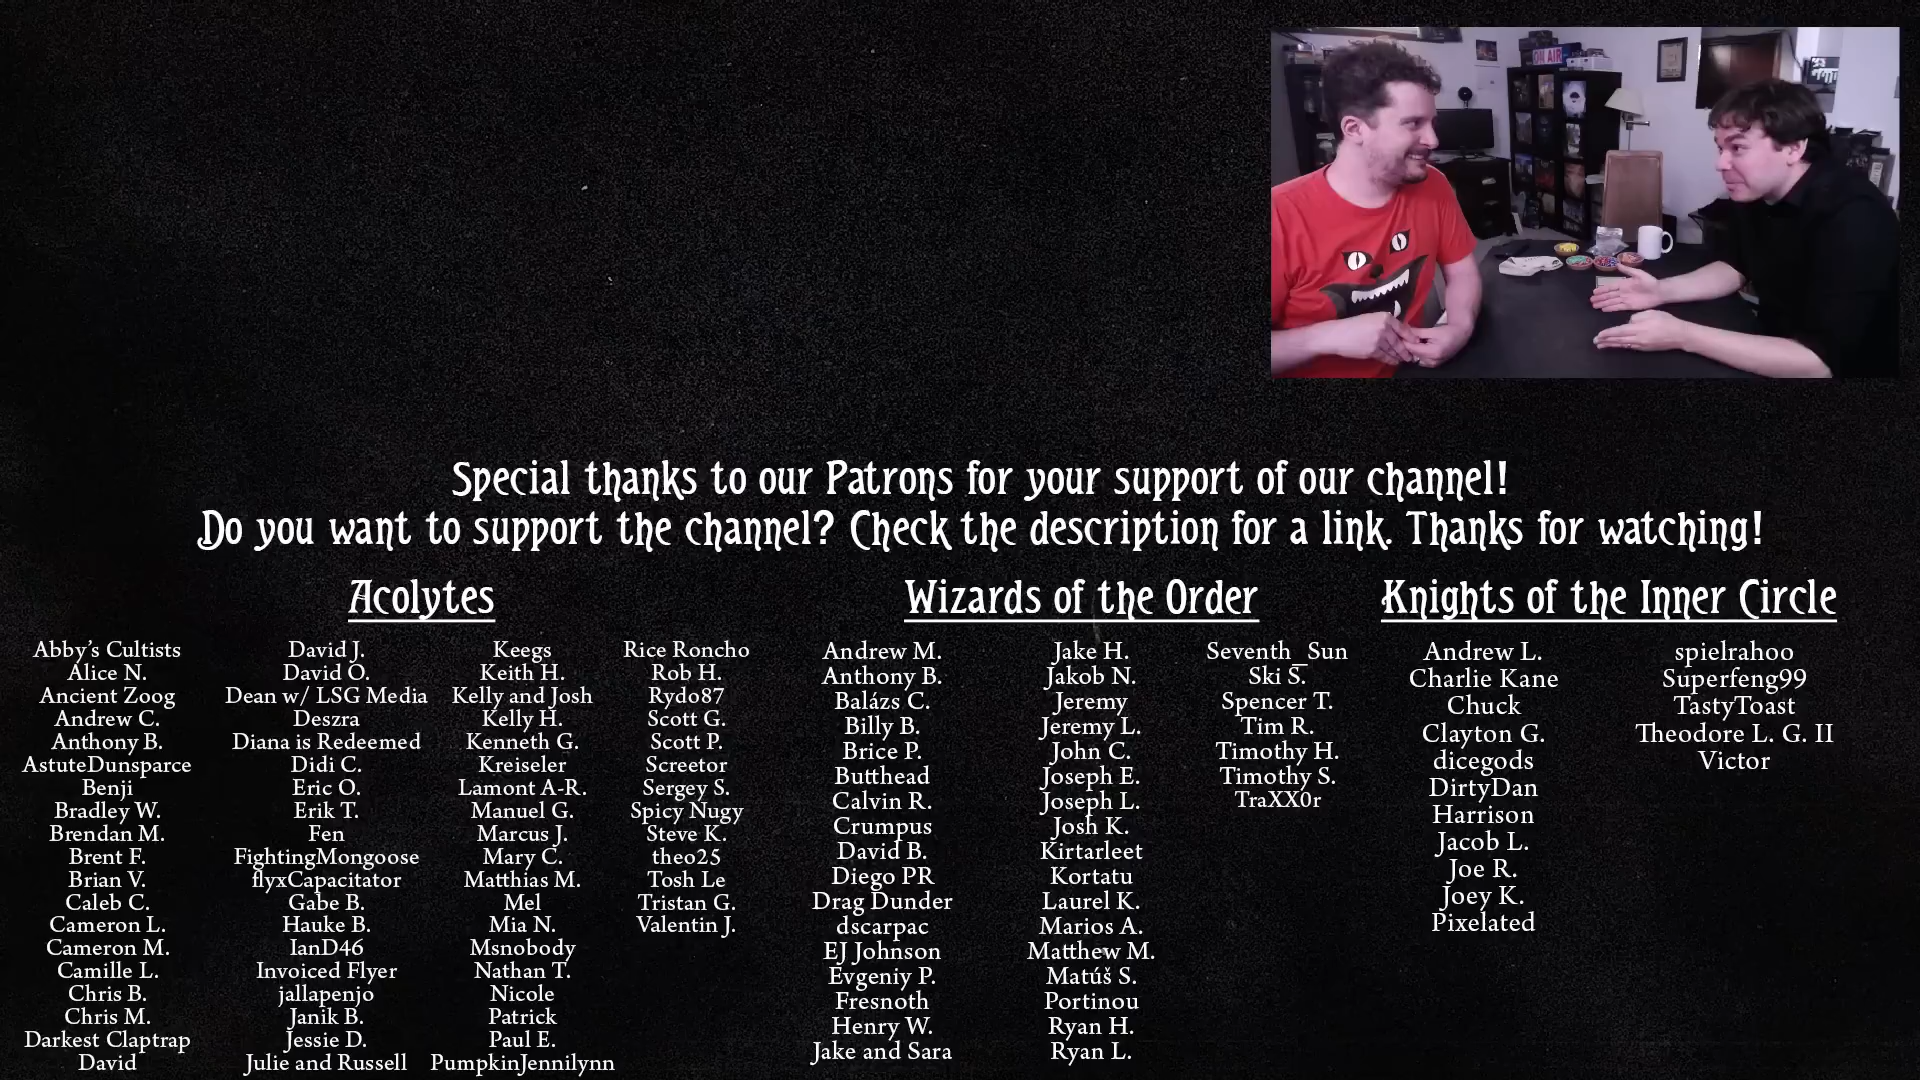 ON AIR
Special thanks to our Patrons for your support of our channel!
Do you want to support the channel? Check the description for a link. Thanks for watching!
Acolytes
Abby's Cultists
Alice N.
Ancient Zoog
Andrew C.
Anthony B.
AstuteDunsparce
Benji
Bradley W.
Brendan M.
Brent F.
Brian V.
Caleb C.
Cameron L.
Cameron M.
Camille L.
Chris B.
Chris M.
Darkest Claptrap
David
David J.
David O.
Dean w/ LSG Media
Deszra
Diana is Redeemed
Didi C.
Eric O.
Erik T.
Fen
FightingMongoose
flyxCapacitator
Gabe B.
Hauke B.
IanD46
Invoiced Flyer
jallapenjo
Janik B.
Jessie D.
Julie and Russell
Keegs
Keith H.
Kelly and Josh
Kelly H.
Kenneth G.
Kreiseler
Lamont A-R.
Manuel G.
Marcus J.
Mary C.
Matthias M.
Mel
Mia N.
Msnobody
Nathan T.
Nicole
Patrick
Paul E.
PumpkinJennilynn
Rice Roncho
Rob H.
Rydo87
Scott G.
Scott P.
Screetor
Sergey S.
Spicy Nugy
Steve K.
theo25
Tosh Le
Tristan G.
Valentin J.
Wizards of the Order
Andrew M.
Anthony B.
Balázs C.
Billy B.
Brice P.
Butthead
Calvin R.
Crumpus
David B.
Diego PR
Drag Dunder
dscarpac
EJ Johnson
Evgeniy P.
Fresnoth
Henry W.
Jake and Sara
Jake H.
Jakob N.
Jeremy
Jeremy L.
John C.
Joseph E.
Joseph L.
Josh K.
Kirtarleet
Kortatu
Laurel K.
Marios A.
Matthew M.
Matúš S.
Portinou
Ryan H.
Ryan L.
Seventh_Sun
Ski S.
Spencer T.
Tim R.
Timothy H.
Timothy S.
TraXX0r
Knights of the Inner Circle
Andrew L.
Charlie Kane
Chuck
Clayton G.
dicegods
DirtyDan
Harrison
Jacob L.
Joe R.
Joey K.
Pixelated
spielrahoo
Superfeng99
TastyToast
Theodore L. G. II
Victor